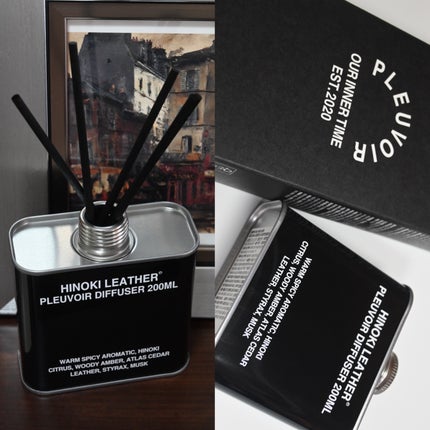 HINOKI LEATHER®
PLEUVOIR DIFFUSER 200ML
WARM SPICY AROMATIC, HINOKI
CITRUS, WOODY AMBER, ATLAS CEDAR
LEATHER, STYRAX, MUSK
PLEUVOIR
OUR INNER TIME
EST. 2020
HINOKI LEATHER®
PLEUVOIR DIFFUSER 200ML
WARM SPICY AROMATIC, HINOKI
CITRUS, WOODY AMBER, ATLAS CEDAR
LEATHER, STYRAX, MUSK